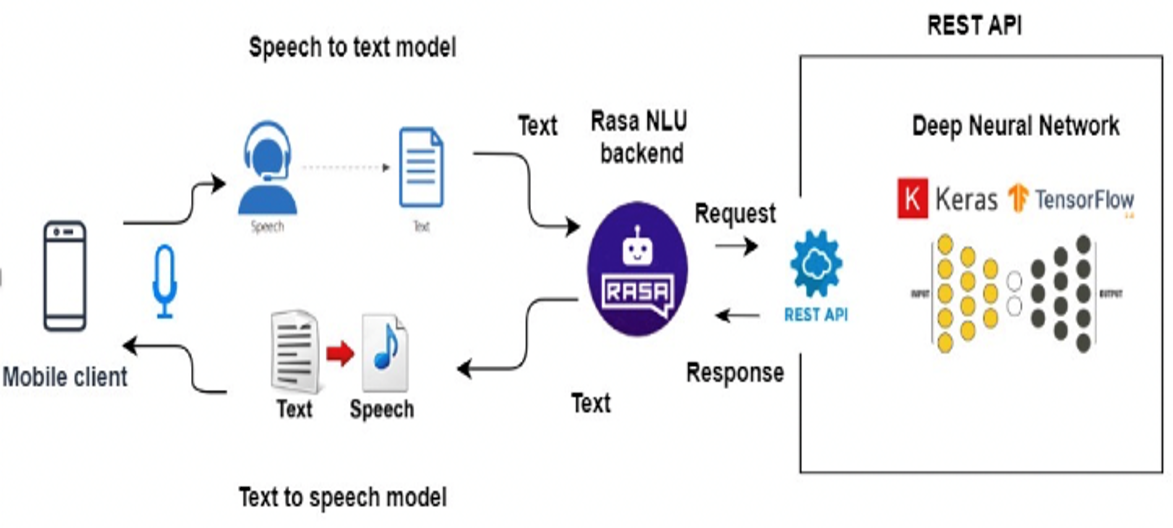 REST API
Speech to text model
Text
Rasa NLU
backend
Deep Neural Network
Speech
Text
K Keras
TensorFlow
Request
RASA
REST API
INPUT
OUTPUT
Mobile client
Response
Text
Speech
Text
Text to speech model